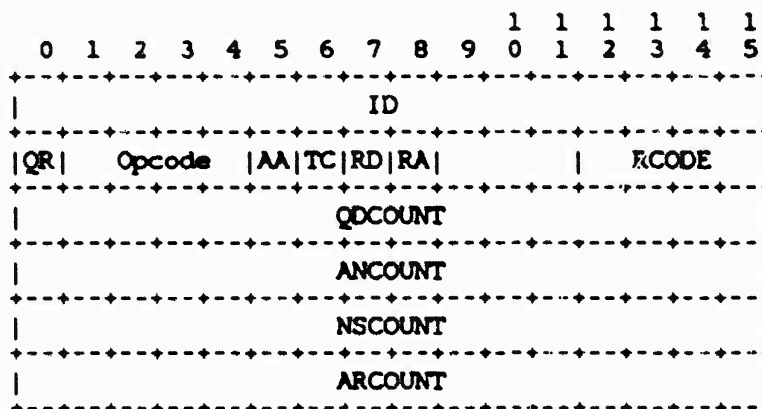 1  1  1  1  1  1
  0  1  2  3  4  5  6  7  8  9  0  1  2  3  4  5
+--+--+--+--+--+--+--+--+--+--+--+--+--+--+--+
|                      ID
+--+--+--+--+--+--+--+--+--+--+--+--+--+--+--+
|QR|   Opcode  |AA|TC|RD|RA|        |   RCODE
+--+--+--+--+--+--+--+--+--+--+--+--+--+--+--+
|                    QDCOUNT
+--+--+--+--+--+--+--+--+--+--+--+--+--+--+--+
|                    ANCOUNT
+--+--+--+--+--+--+--+--+--+--+--+--+--+--+--+
|                    NSCOUNT
+--+--+--+--+--+--+--+--+--+--+--+--+--+--+--+
|                    ARCOUNT
+--+--+--+--+--+--+--+--+--+--+--+--+--+--+--+